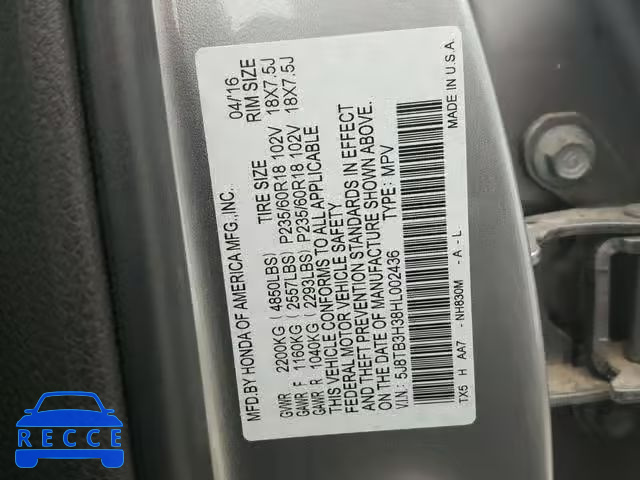 MFD.BY HONDA OF AMERICA MFG.,INC. 04/16
TIRE SIZE RIM SIZE
GVWR 2200KG (4850LBS)
GAWR F 1160KG (2557LBS) P235/60R18 102V 18X7.5J
GAWR R 1040KG (2293LBS) P235/60R18 102V 18X7.5J
THIS VEHICLE CONFORMS TO ALL APPLICABLE
FEDERAL MOTOR VEHICLE SAFETY
AND THEFT PREVENTION STANDARDS IN EFFECT
ON THE DATE OF MANUFACTURE SHOWN ABOVE.
V.I.N.: 5J8TB3H38HL002436 TYPE: MPV
TX5 H AA7 - NH830M - A - L MADE IN U.S.A.
RECCE